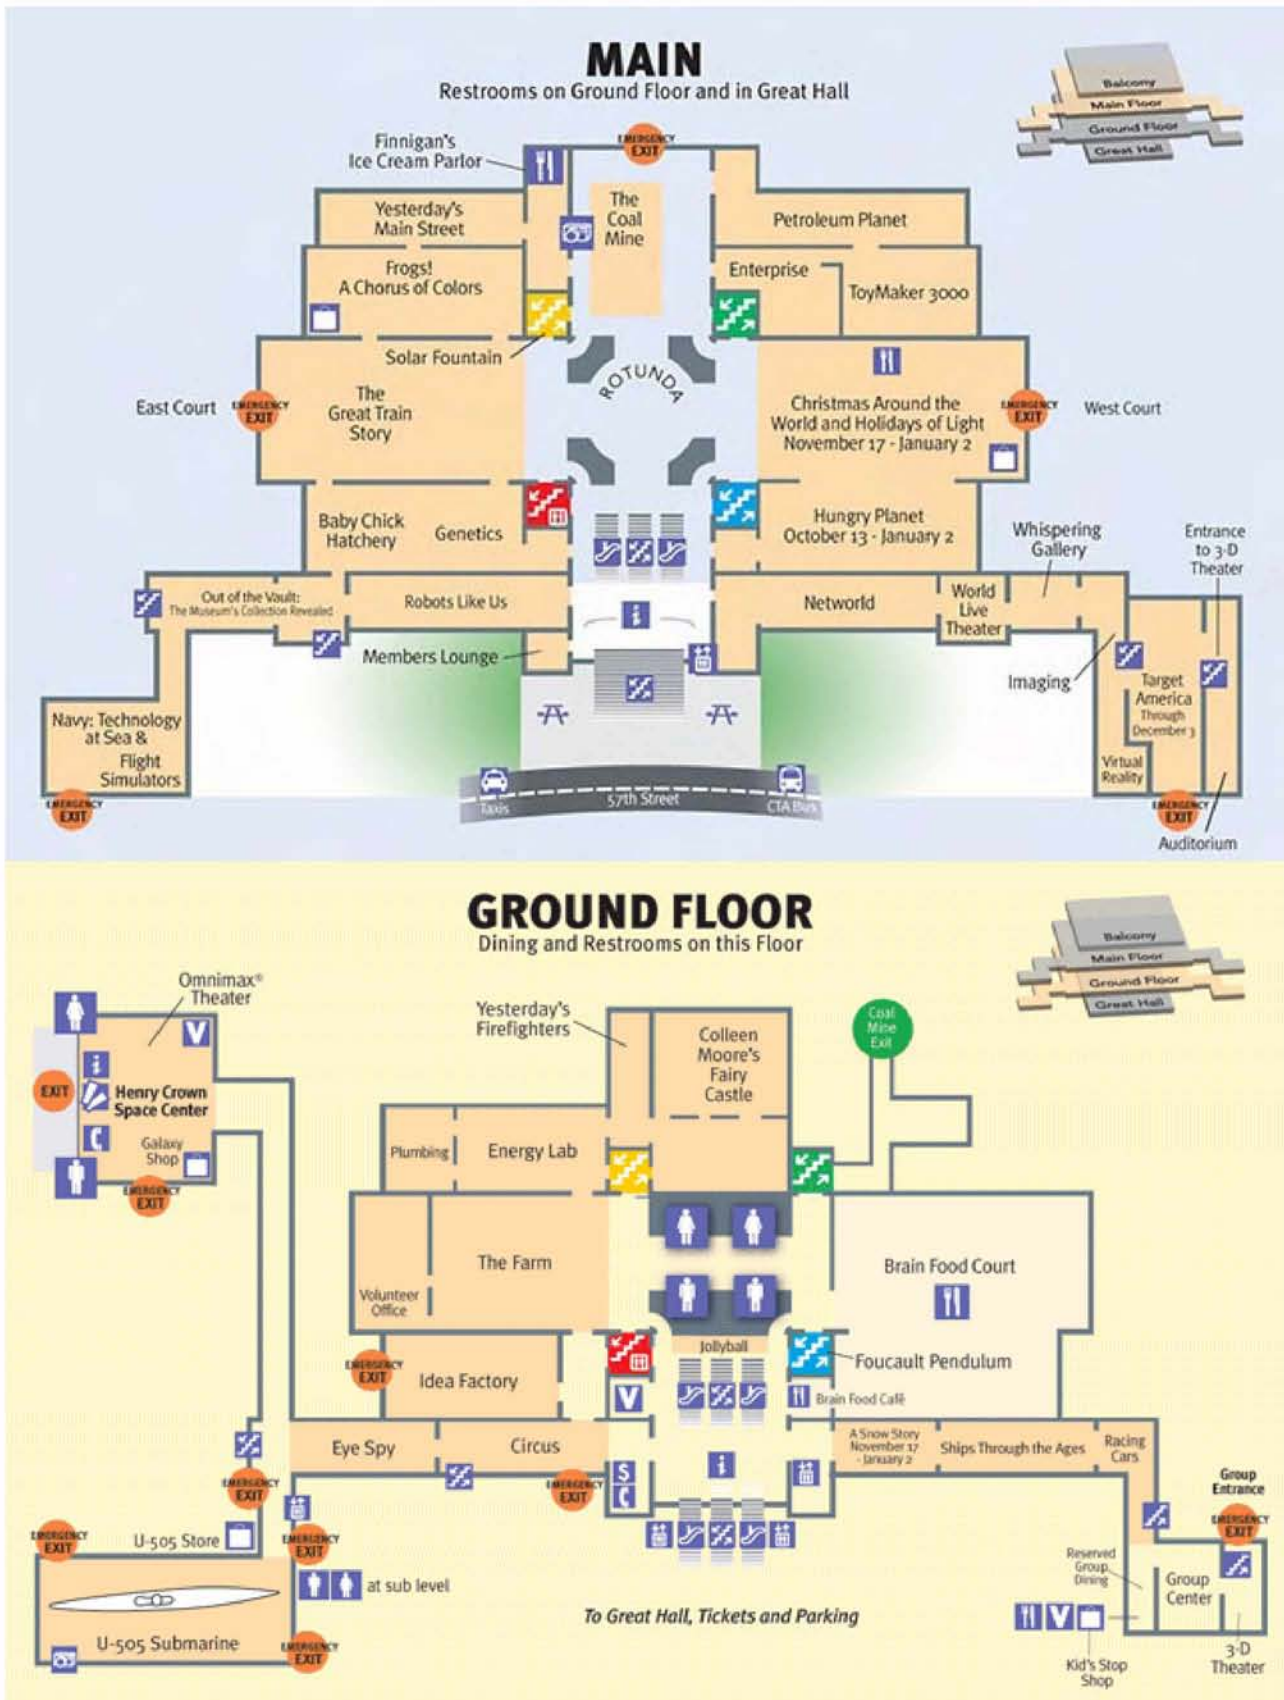 MAIN
Restrooms on Ground Floor and in Great Hall
Balcony
Main Floor
Ground Floor
Great Hall
Finnigan's
Ice Cream Parlor
EMERGENCY
EXIT
Yesterday's
Main Street
The
Coal
Mine
Petroleum Planet
Frogs!
A Chorus of Colors
Enterprise
ToyMaker 3000
Solar Fountain
ROTUNDA
East Court
EMERGENCY
EXIT
The
Great Train
Story
Christmas Around the
World and Holidays of Light
November 17 - January 2
EMERGENCY
EXIT
West Court
Baby Chick
Hatchery
Genetics
Hungry Planet
October 13 - January 2
Whispering
Gallery
Entrance
to 3-D
Theater
Out of the Vault:
The Museum's Collection Revealed
Robots Like Us
i
Networld
World
Live
Theater
Members Lounge
Imaging
Target
America
Through
December 3
Navy: Technology
at Sea &
Flight
Simulators
Virtual
Reality
EMERGENCY
EXIT
Taxis
57th Street
CTA Bus
EMERGENCY
EXIT
Auditorium
GROUND FLOOR
Dining and Restrooms on this Floor
Balcony
Main Floor
Ground Floor
Great Hall
Omnimax®
Theater
V
i
EXIT
Henry Crown
Space Center
Galaxy
Shop
EMERGENCY
EXIT
Yesterday's
Firefighters
Colleen
Moore's
Fairy
Castle
Coal
Mine
Exit
Plumbing
Energy Lab
The Farm
Volunteer
Office
Brain Food Court
Jollyball
EMERGENCY
EXIT
Idea Factory
V
Foucault Pendulum
Brain Food Café
Eye Spy
Circus
A Snow Story
November 17
- January 2
Ships Through the Ages
Racing
Cars
i
$
EMERGENCY
EXIT
EMERGENCY
EXIT
Group
Entrance
EMERGENCY
EXIT
EMERGENCY
EXIT
U-505 Store
EMERGENCY
EXIT
at sub level
U-505 Submarine
EMERGENCY
EXIT
To Great Hall, Tickets and Parking
Reserved
Group
Dining
Group
Center
V
Kid's Stop
Shop
3-D
Theater